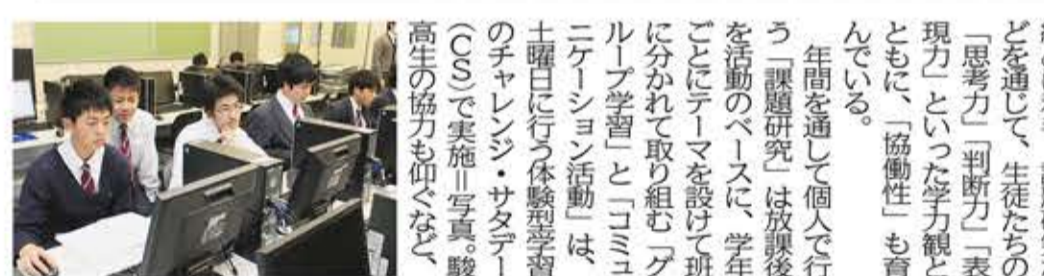 どを通じて、生徒たちの
「思考力」「判断力」「表
現力」といった学力観と
ともに、「協働性」も育
んでいる。
年間を通して個人で行
う「課題研究」は放課後
を活動のベースに、学年
ごとにテーマを設けて班
に分かれて取り組む「グ
ループ学習」と「コミュ
ニケーション活動」は、
土曜日に行う体験型学習
のチャレンジ・サタデー
(CS)で実施＝写真。駿
高生の協力も仰ぐなど、